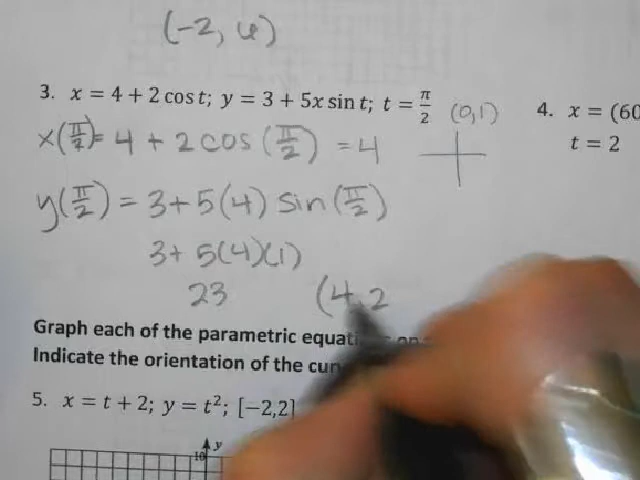 (-2, 4)
3. x = 4 + 2 cos t; y = 3 + 5x sin t; t = π/2 (0,1)
4. x = (60
t = 2
x(π/2) = 4 + 2 cos (π/2) = 4
y(π/2) = 3 + 5(4) sin (π/2)
3 + 5(4)(1)
23 (4, 2
Graph each of the parametric equati
Indicate the orientation of the cur
5. x = t + 2; y = t²; [−2,2]
y
10